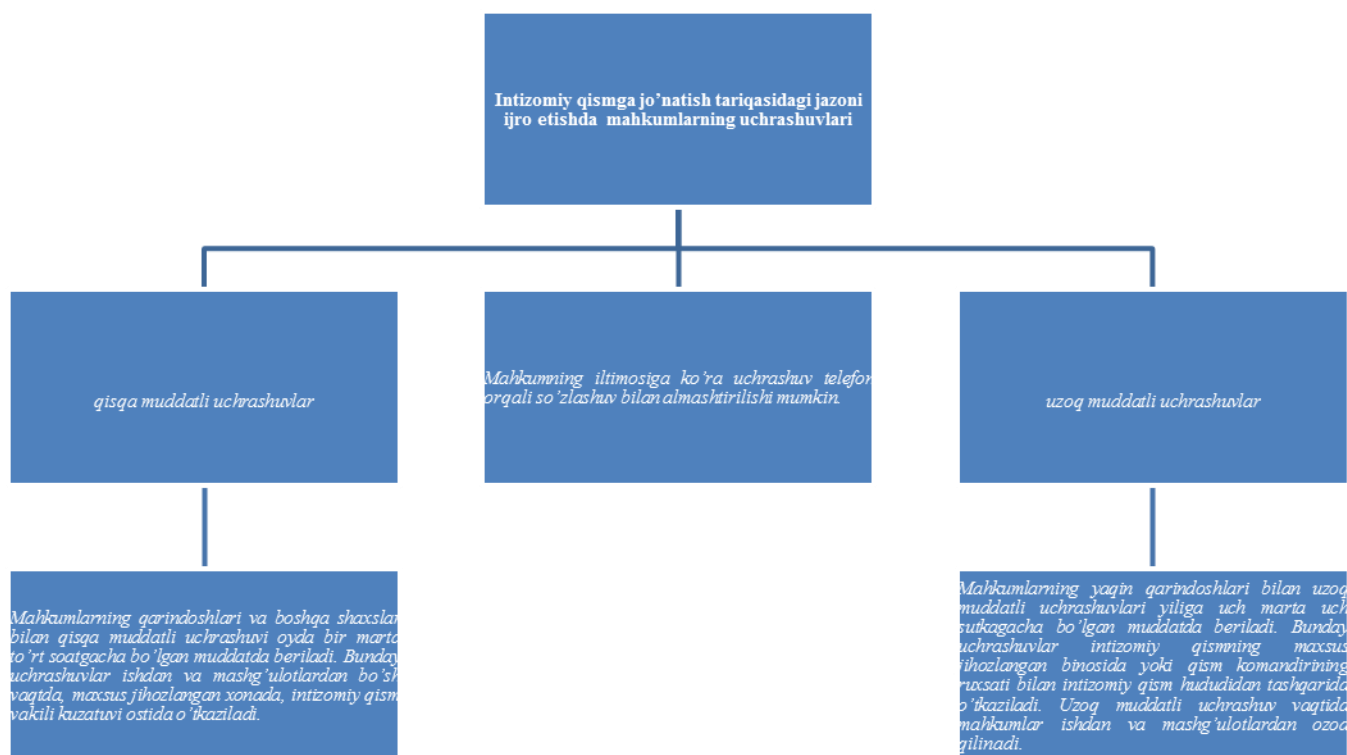 Intizomiy qismga jo’natish tariqasidagi jazoni
ijro etishda mahkumlarning uchrashuvlari
qisqa muddatli uchrashuvlar
Mahkumning iltimosiga ko’ra uchrashuv telefon
orqali so’zlashuv bilan almashtirilishi mumkin.
uzoq muddatli uchrashuvlar
Mahkumlarning qarindoshlari va boshqa shaxslar
bilan qisqa muddatli uchrashuvi oyda bir marta
to’rt soatgacha bo’lgan muddatda beriladi. Bunday
uchrashuvlar ishdan va mashg’ulotlardan bo’sh
vaqtda, maxsus jihozlangan xonada, intizomiy qism
vakili kuzatuvi ostida o’tkaziladi.
Mahkumlarning yaqin qarindoshlari bilan uzoq
muddatli uchrashuvlari yiliga uch marta uch
sutkagacha bo’lgan muddatda beriladi. Bunday
uchrashuvlar intizomiy qismning maxsus
jihozlangan binosida yoki qism komandirining
ruxsati bilan intizomiy qism hududidan tashqarida
o’tkaziladi. Uzoq muddatli uchrashuv vaqtida
mahkumlar ishdan va mashg’ulotlardan ozod
qilinadi.